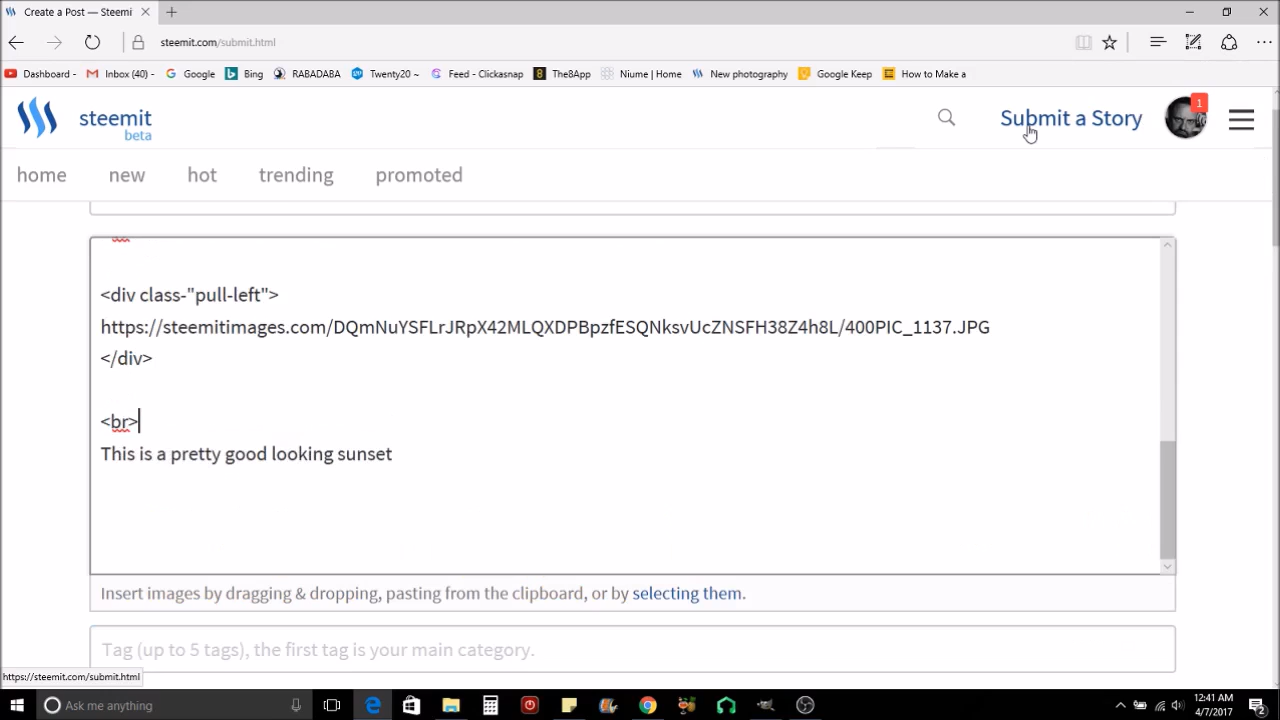 Create a Post — Steemi
steemit.com/submit.html
Dashboard - Inbox (40) - Google Bing RABADABA Twenty20 ~ Feed - Clickasnap The8App Niume | Home New photography Google Keep How to Make a
steemit
beta
Submit a Story
1
home new hot trending promoted
<div class-"pull-left">
https://steemitimages.com/DQmNuYSFLrJRpX42MLQXDPBpzfESQNksvUcZNSFH38Z4h8L/400PIC_1137.JPG
</div>
<br>
This is a pretty good looking sunset
Insert images by dragging & dropping, pasting from the clipboard, or by selecting them.
Tag (up to 5 tags), the first tag is your main category.
https://steemit.com/submit.html
Ask me anything
12:41 AM
4/7/2017
2